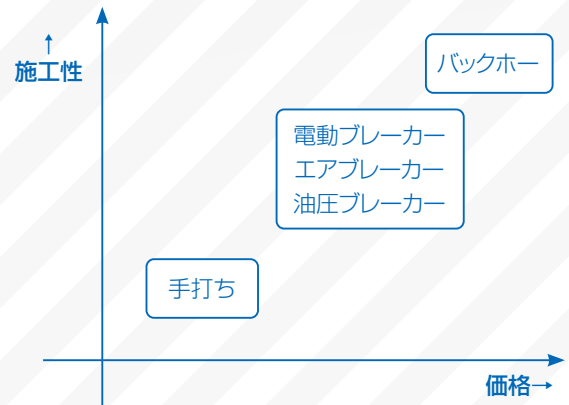 ↑
施工性
バックホー
電動ブレーカー
エアブレーカー
油圧ブレーカー
手打ち
価格→